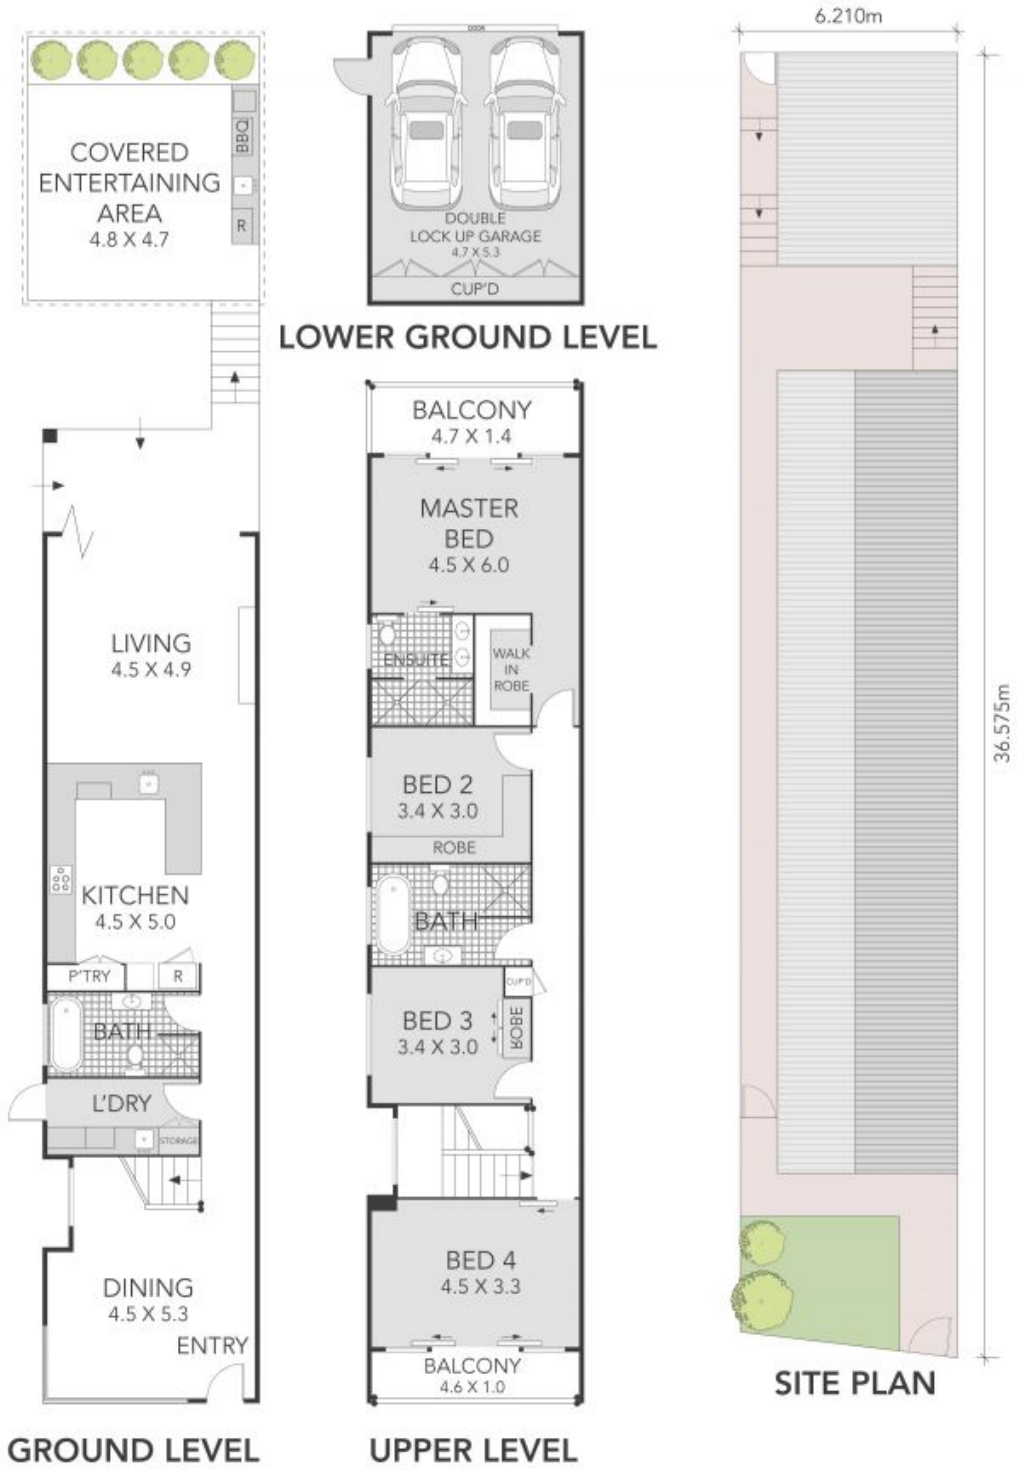 COVERED
ENTERTAINING
AREA
4.8 X 4.7
BBQ
R
LIVING
4.5 X 4.9
KITCHEN
4.5 X 5.0
P'TRY
R
BATH
L'DRY
STORAGE
DINING
4.5 X 5.3
ENTRY
GROUND LEVEL
DOOR
DOUBLE
LOCK UP GARAGE
4.7 X 5.3
CUP'D
LOWER GROUND LEVEL
BALCONY
4.7 X 1.4
MASTER
BED
4.5 X 6.0
ENSUITE
WALK
IN
ROBE
BED 2
3.4 X 3.0
ROBE
BATH
CUP'D
BED 3
3.4 X 3.0
ROBE
BED 4
4.5 X 3.3
BALCONY
4.6 X 1.0
UPPER LEVEL
6.210m
36.575m
SITE PLAN